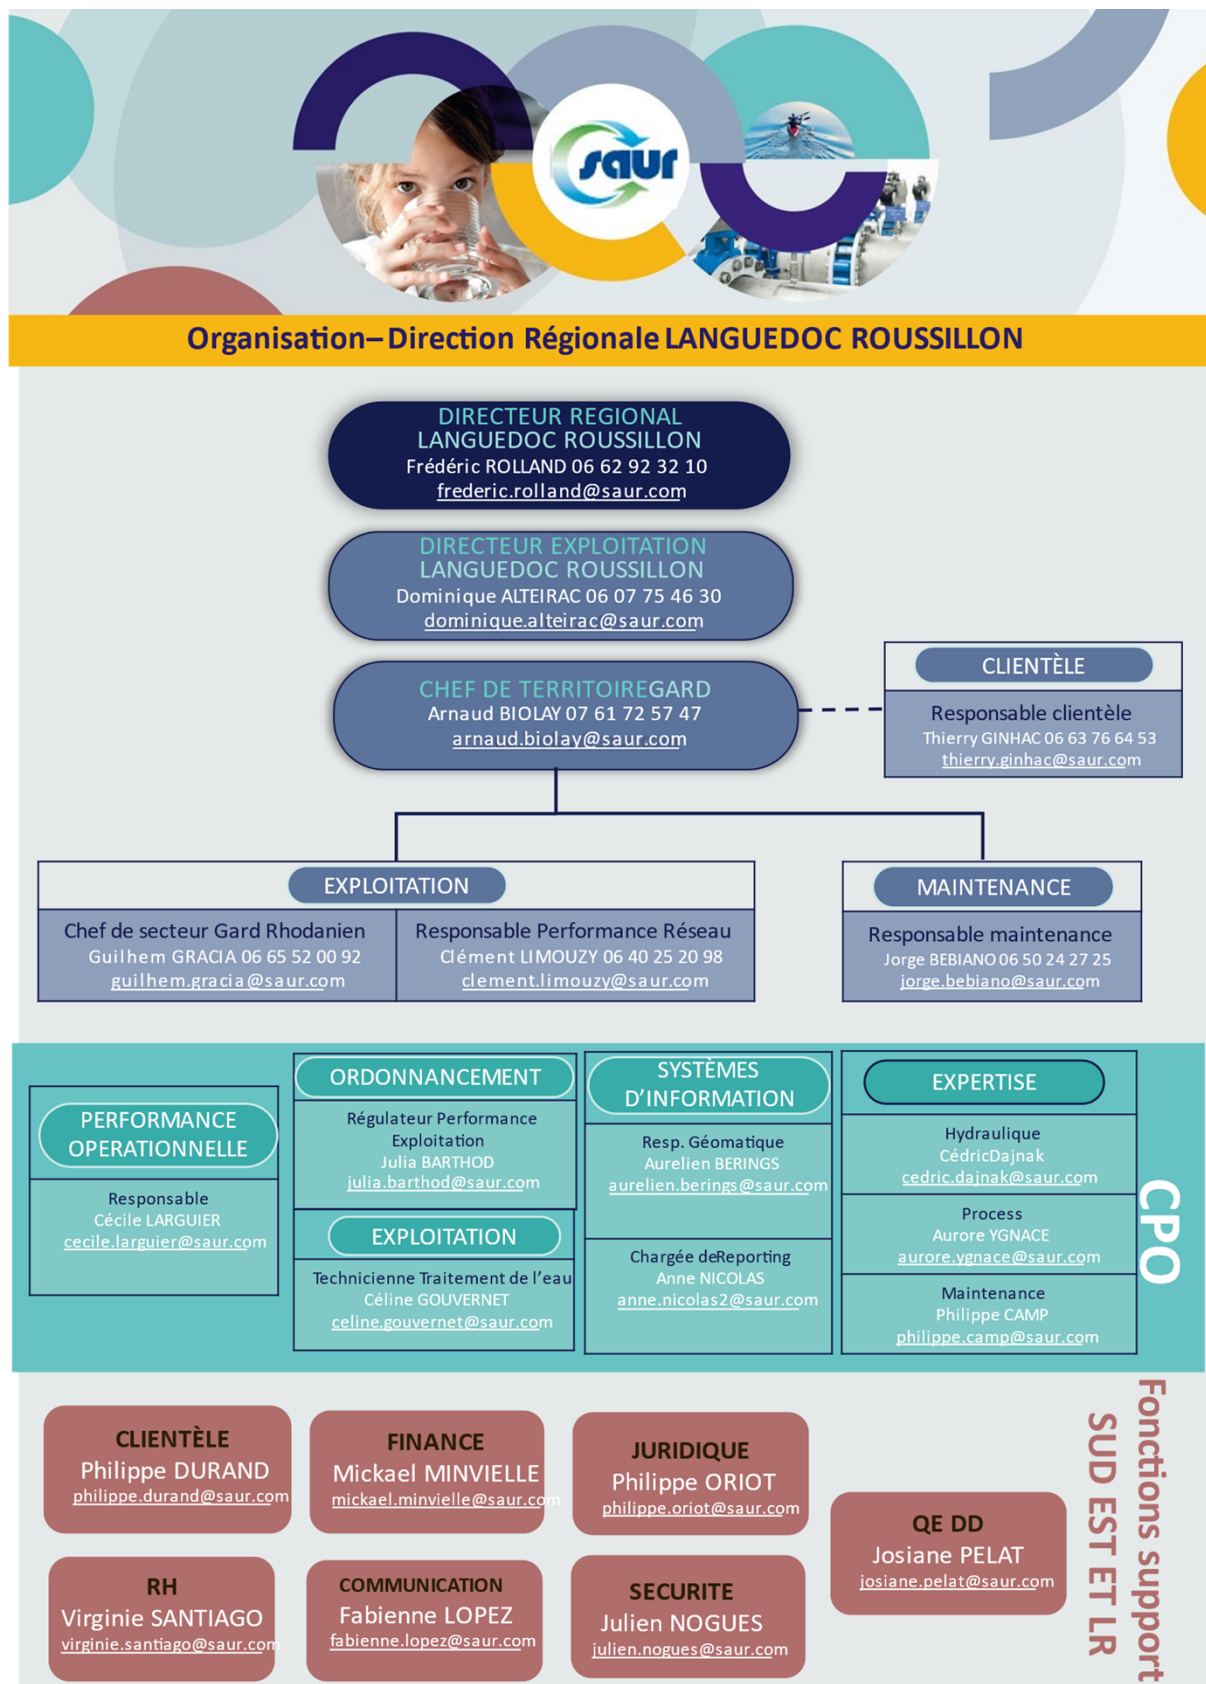 saur
Organisation–Direction Régionale LANGUEDOC ROUSSILLON
DIRECTEUR REGIONAL
LANGUEDOC ROUSSILLON
Frédéric ROLLAND 06 62 92 32 10
frederic.rolland@saur.com
DIRECTEUR EXPLOITATION
LANGUEDOC ROUSSILLON
Dominique ALTEIRAC 06 07 75 46 30
dominique.alteirac@saur.com
CHEF DE TERRITOIREGARD
Arnaud BIOLAY 07 61 72 57 47
arnaud.biolay@saur.com
CLIENTÈLE
Responsable clientèle
Thierry GINHAC 06 63 76 64 53
thierry.ginhac@saur.com
EXPLOITATION
Chef de secteur Gard Rhodanien
Guilhem GRACIA 06 65 52 00 92
guilhem.gracia@saur.com
Responsable Performance Réseau
Clément LIMOUZY 06 40 25 20 98
clement.limouzy@saur.com
MAINTENANCE
Responsable maintenance
Jorge BEBIANO 06 50 24 27 25
jorge.bebiano@saur.com
PERFORMANCE
OPERATIONNELLE
Responsable
Cécile LARGUIER
cecile.larguier@saur.com
ORDONNANCEMENT
Régulateur Performance
Exploitation
Julia BARTHOD
julia.barthod@saur.com
EXPLOITATION
Technicienne Traitement de l'eau
Céline GOUVERNET
celine.gouvernet@saur.com
SYSTÈMES
D'INFORMATION
Resp. Géomatique
Aurelien BERINGS
aurelien.berings@saur.com
Chargée deReporting
Anne NICOLAS
anne.nicolas2@saur.com
EXPERTISE
Hydraulique
CédricDajnak
cedric.dajnak@saur.com
Process
Aurore YGNACE
aurore.ygnace@saur.com
Maintenance
Philippe CAMP
philippe.camp@saur.com
CPO
CLIENTÈLE
Philippe DURAND
philippe.durand@saur.com
FINANCE
Mickael MINVIELLE
mickael.minvielle@saur.com
JURIDIQUE
Philippe ORIOT
philippe.oriot@saur.com
QE DD
Josiane PELAT
josiane.pelat@saur.com
RH
Virginie SANTIAGO
virginie.santiago@saur.com
COMMUNICATION
Fabienne LOPEZ
fabienne.lopez@saur.com
SECURITE
Julien NOGUES
julien.nogues@saur.com
Fonctions support
SUD EST ET LR